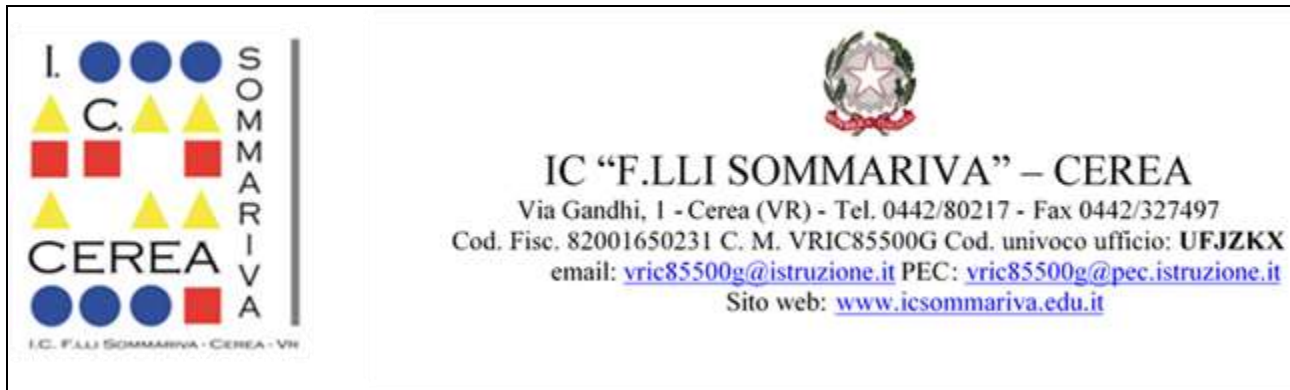 I.
C.
CEREA
SOMMARIVA
I.C. F.LLI SOMMARIVA - CEREA - VR
IC “F.LLI SOMMARIVA” – CEREA
Via Gandhi, 1 - Cerea (VR) - Tel. 0442/80217 - Fax 0442/327497
Cod. Fisc. 82001650231 C. M. VRIC85500G Cod. univoco ufficio: UFJZKX
email: vric85500g@istruzione.it PEC: vric85500g@pec.istruzione.it
Sito web: www.icsommariva.edu.it